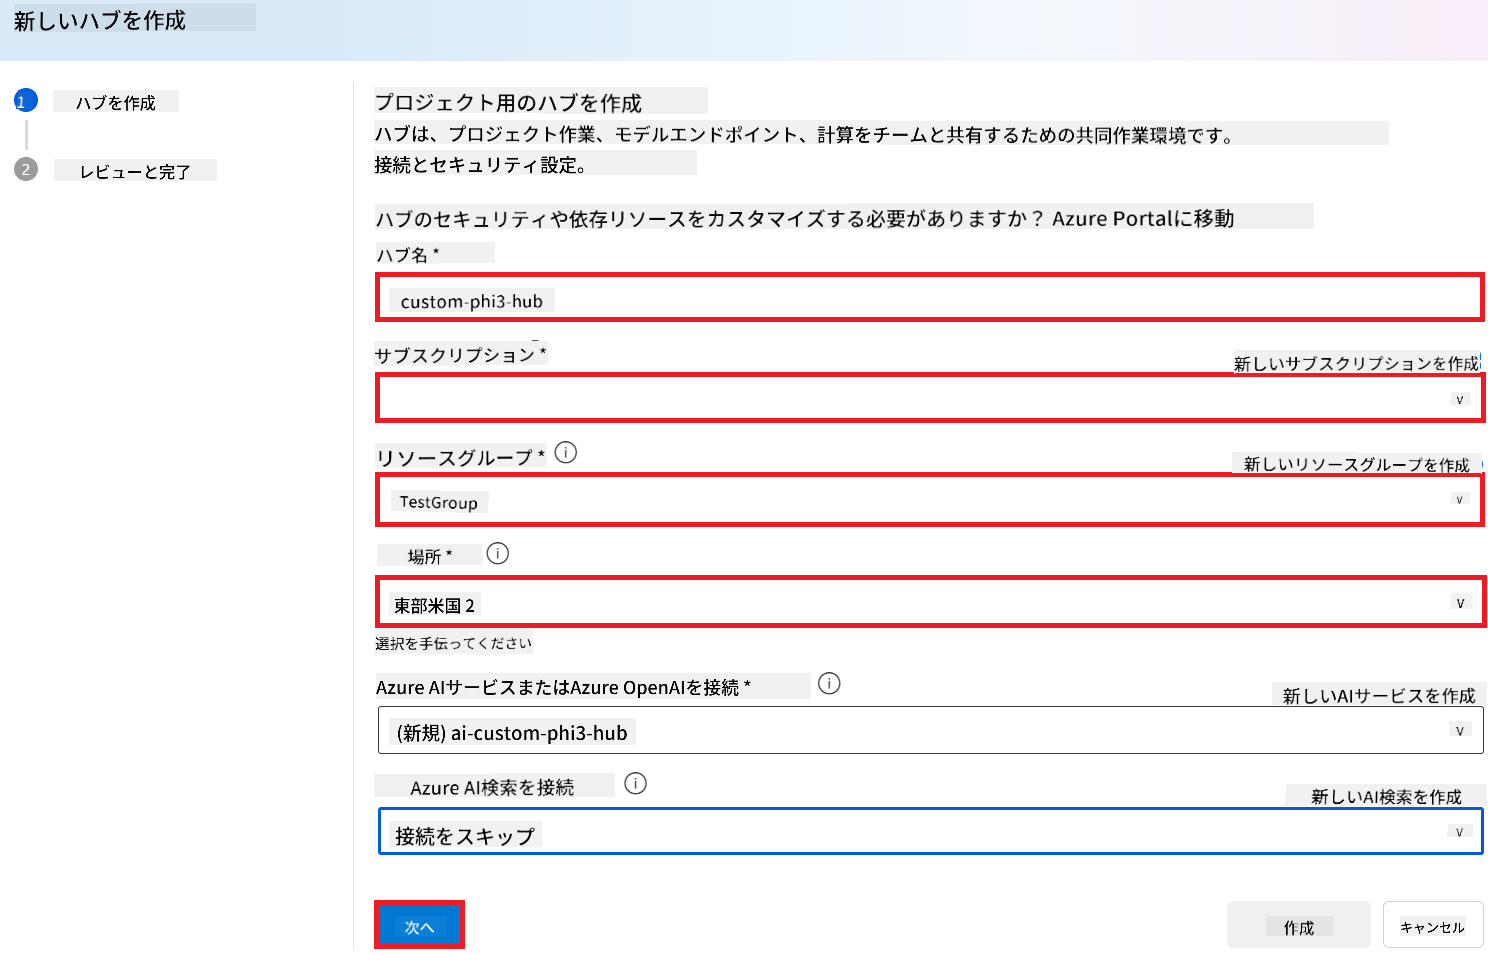 新しいハブを作成
1 ハブを作成
2 レビューと完了
プロジェクト用のハブを作成
ハブは、プロジェクト作業、モデルエンドポイント、計算をチームと共有するための共同作業環境です。
接続とセキュリティ設定。
ハブのセキュリティや依存リソースをカスタマイズする必要がありますか？ Azure Portalに移動
ハブ名 *
custom-phi3-hub
サブスクリプション *
新しいサブスクリプションを作成
リソースグループ *
新しいリソースグループを作成
TestGroup
場所 *
東部米国 2
選択を手伝ってください
Azure AIサービスまたはAzure OpenAIを接続 *
新しいAIサービスを作成
(新規) ai-custom-phi3-hub
Azure AI検索を接続
新しいAI検索を作成
接続をスキップ
次へ
作成
キャンセル